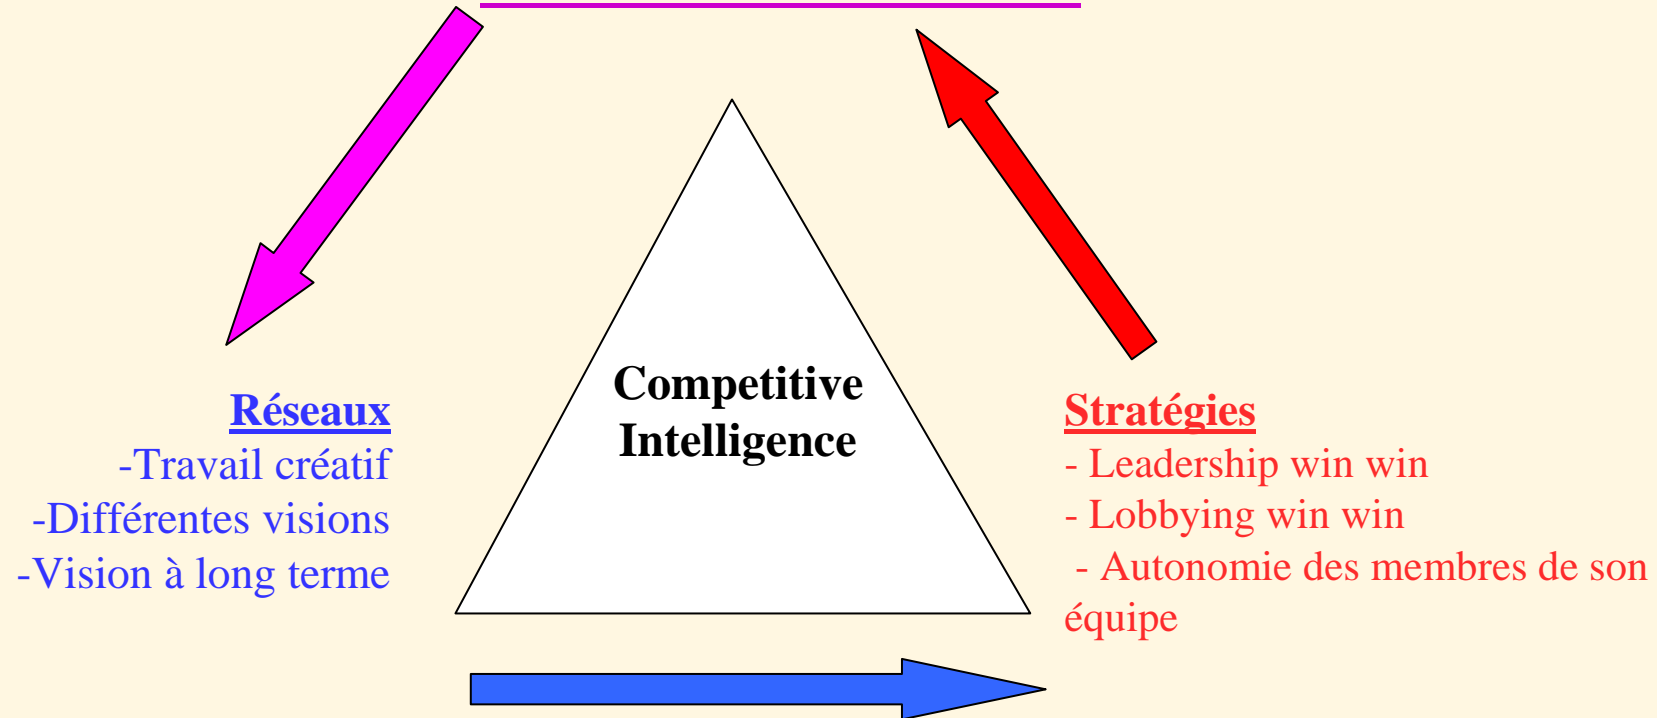 Competitive
Intelligence
Réseaux
-Travail créatif
-Différentes visions
-Vision à long terme
Stratégies
- Leadership win win
- Lobbying win win
- Autonomie des membres de son
équipe